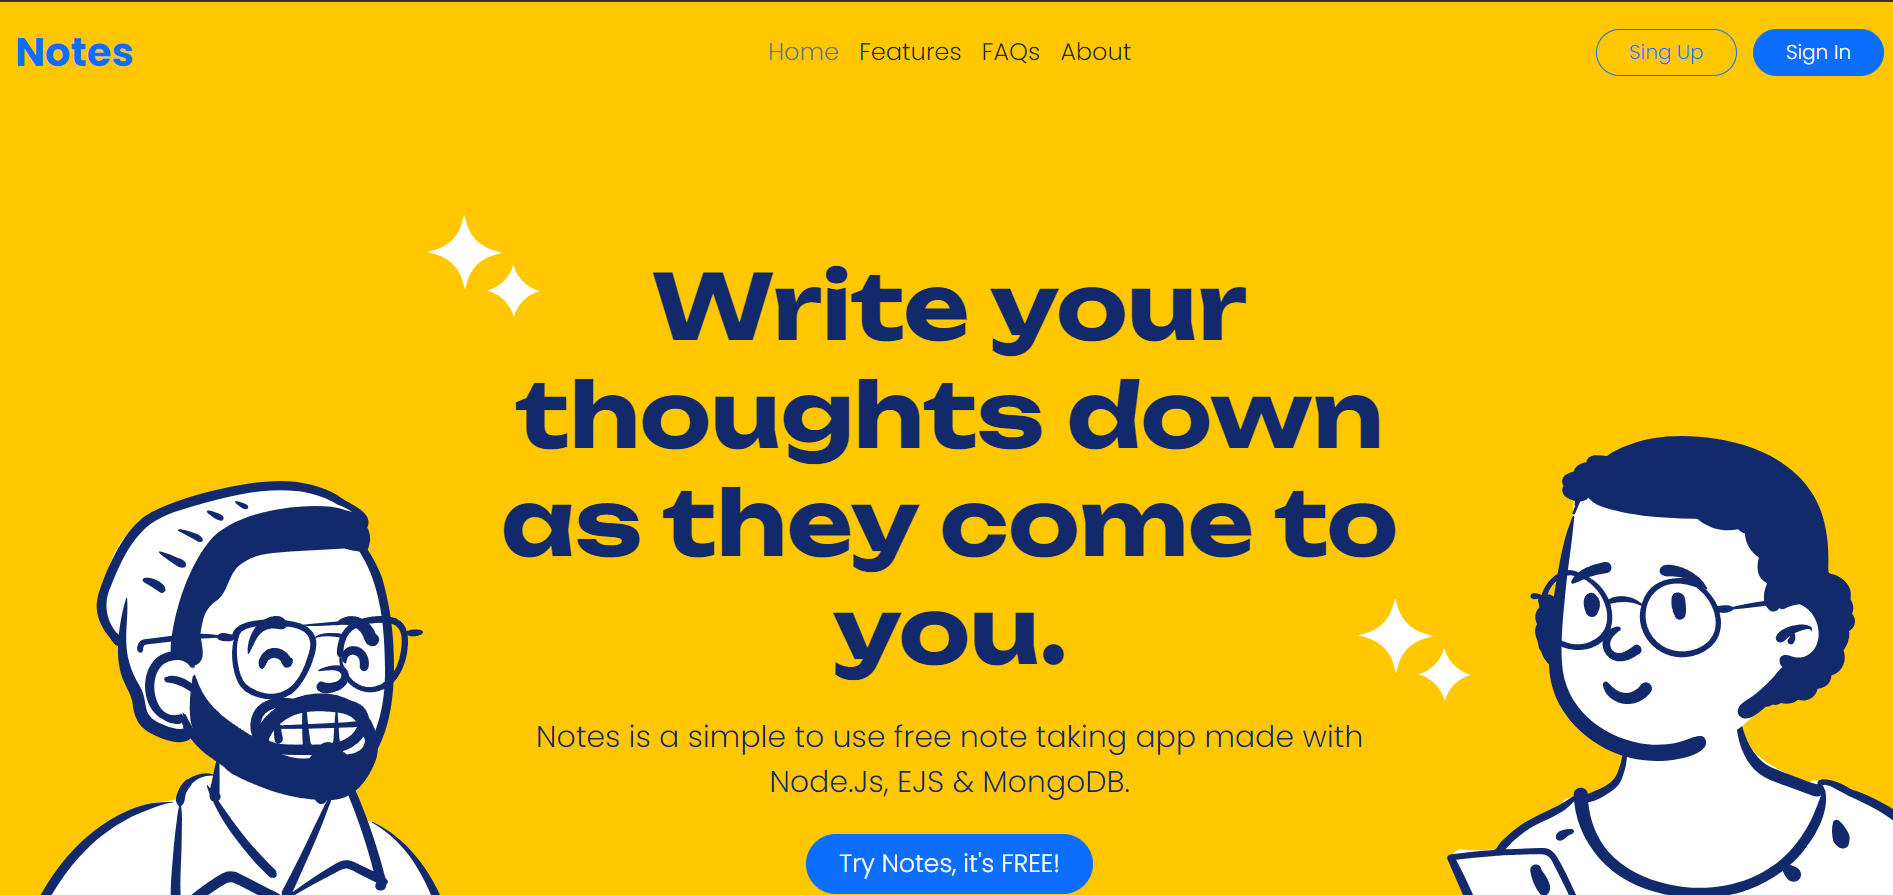 Notes
Home Features FAQs About
Sing Up Sign In
Write your
thoughts down
as they come to
you.
Notes is a simple to use free note taking app made with
Node.Js, EJS & MongoDB.
Try Notes, it's FREE!